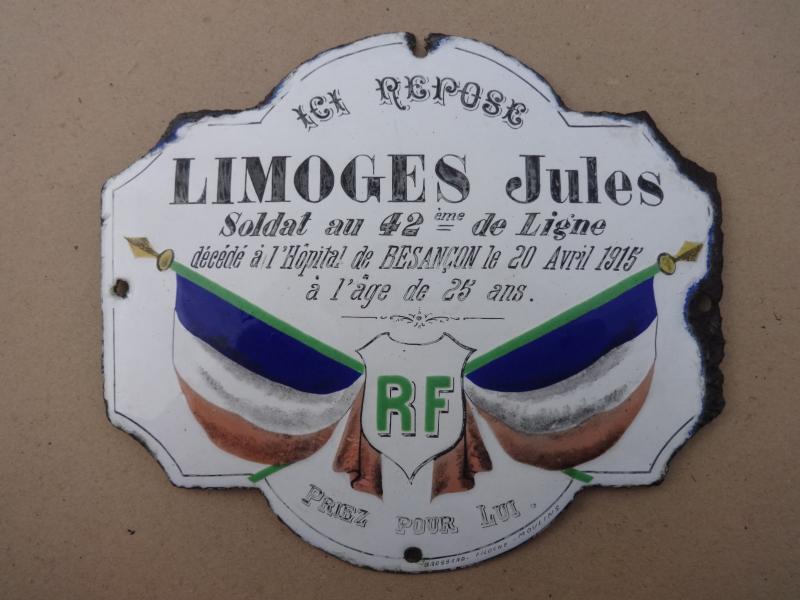 ICI REPOSE
LIMOGES Jules
Soldat au 42ème de Ligne
décédé à l'Hôpital de BESANÇON le 20 Avril 1915
à l'âge de 25 ans.
RF
PRIEZ POUR LUI.
MOULINS